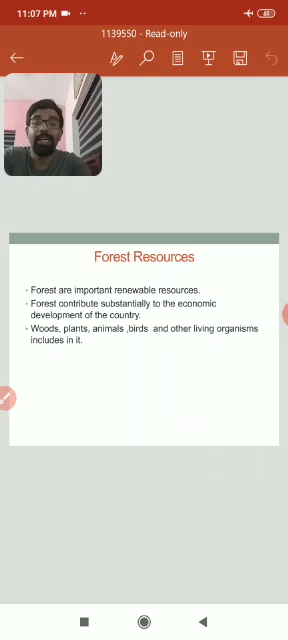 11:07 PM
61
1139550 - Read-only
Forest Resources
• Forest are important renewable resources.
• Forest contribute substantially to the economic
development of the country.
• Woods, plants, animals ,birds and other living organisms
includes in it.